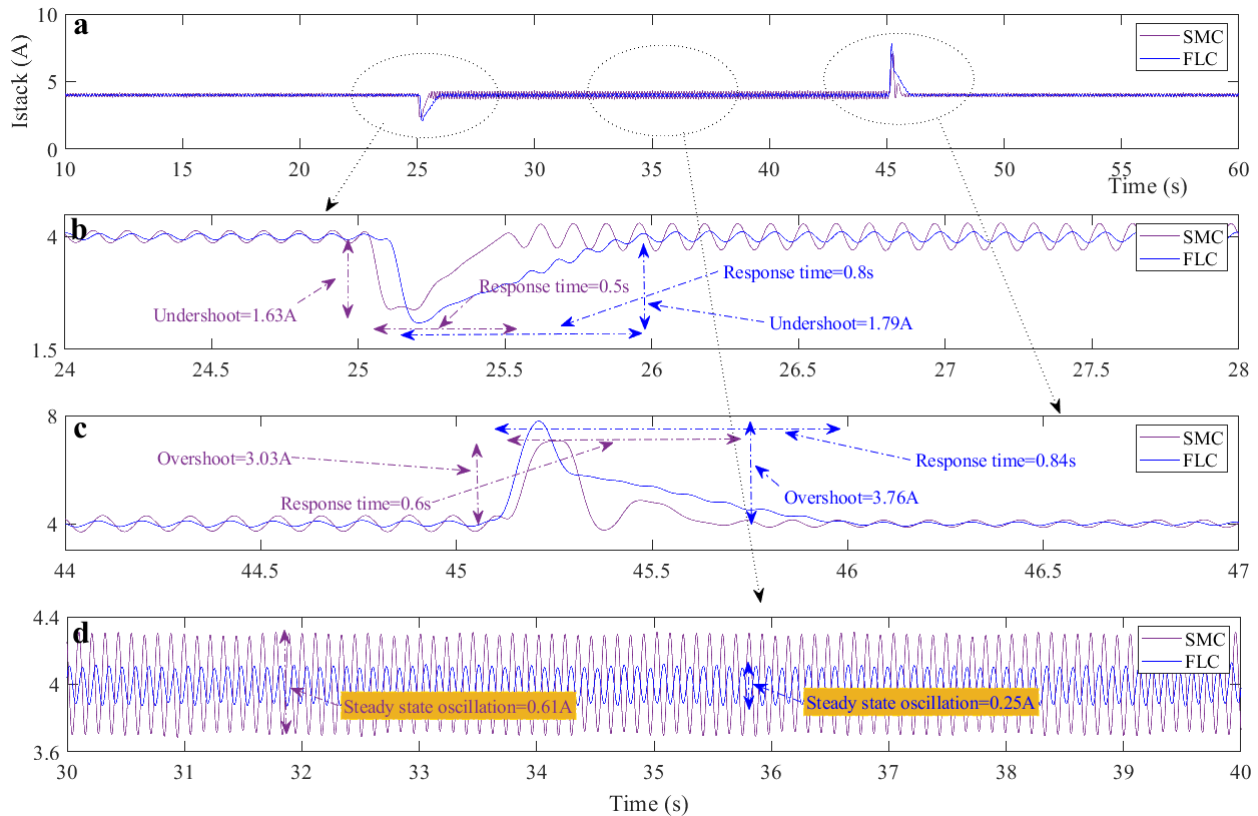 a
10
5
0
Istack (A)
SMC
FLC
10 15 20 25 30 35 40 45 50 55 60
Time (s)
b
4
1.5
SMC
FLC
Response time=0.5s
Response time=0.8s
Undershoot=1.63A
Undershoot=1.79A
24 24.5 25 25.5 26 26.5 27 27.5 28
c
8
4
SMC
FLC
Overshoot=3.03A
Response time=0.84s
Response time=0.6s
Overshoot=3.76A
44 44.5 45 45.5 46 46.5 47
d
4.4
4
3.6
SMC
FLC
Steady state oscillation=0.61A
Steady state oscillation=0.25A
30 31 32 33 34 35 36 37 38 39 40
Time (s)